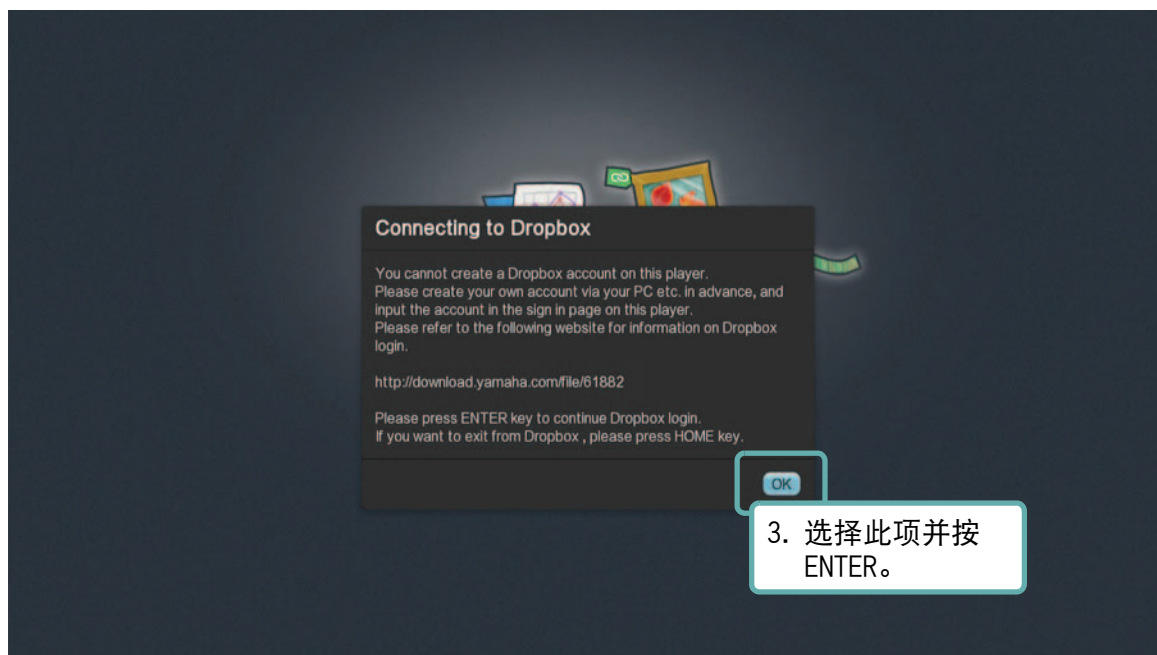 Connecting to Dropbox
You cannot create a Dropbox account on this player.
Please create your own account via your PC etc. in advance, and
input the account in the sign in page on this player.
Please refer to the following website for information on Dropbox
login.
http://download.yamaha.com/file/61882
Please press ENTER key to continue Dropbox login.
If you want to exit from Dropbox , please press HOME key.
OK
3. 选择此项并按
ENTER。